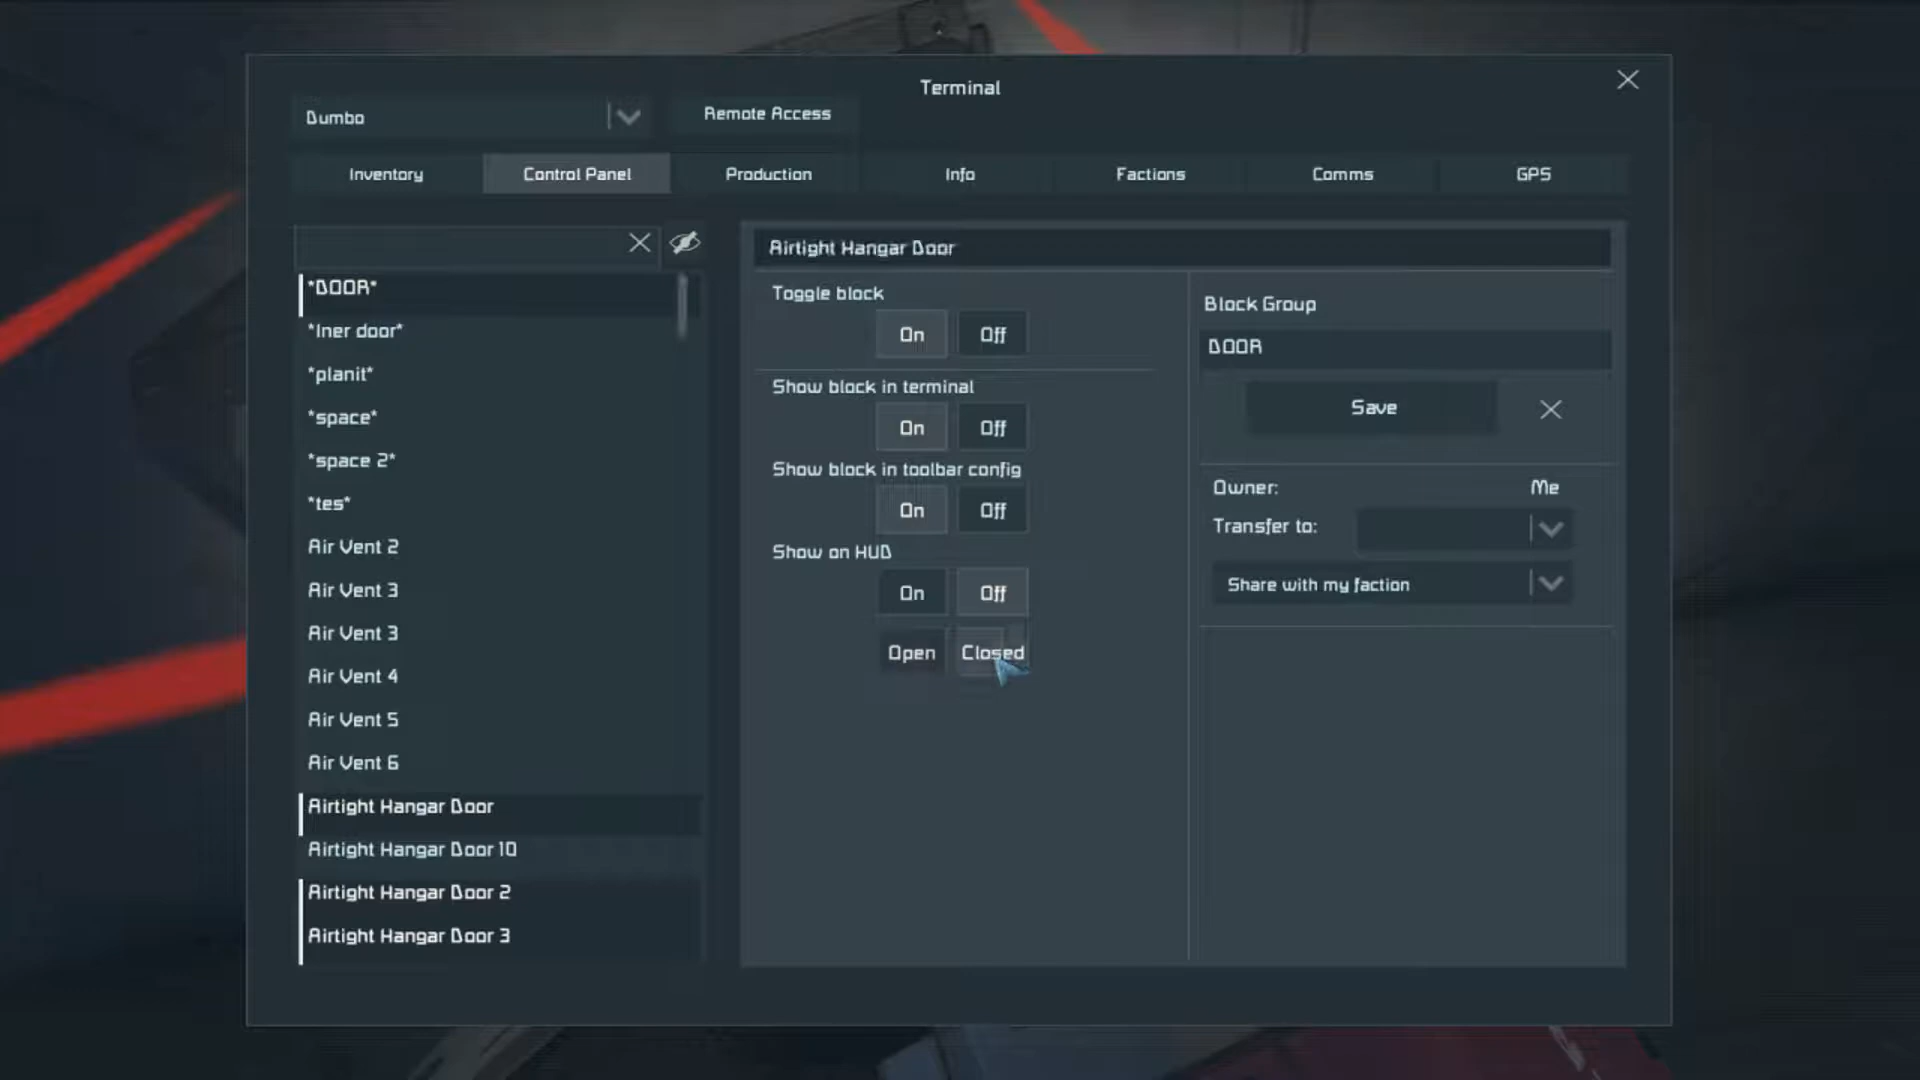 Terminal
Dumbo
Remote Access
Inventory
Control Panel
Production
Info
Factions
Comms
GPS
*DOOR*
*Iner door*
*planit*
*space*
*space 2*
*tes*
Air Vent 2
Air Vent 3
Air Vent 3
Air Vent 4
Air Vent 5
Air Vent 6
Airtight Hangar Door
Airtight Hangar Door 10
Airtight Hangar Door 2
Airtight Hangar Door 3
Airtight Hangar Door
Toggle block
On Off
Show block in terminal
On Off
Show block in toolbar config
On Off
Show on HUD
On Off
Open Closed
Block Group
DOOR
Save
Owner: Me
Transfer to:
Share with my faction